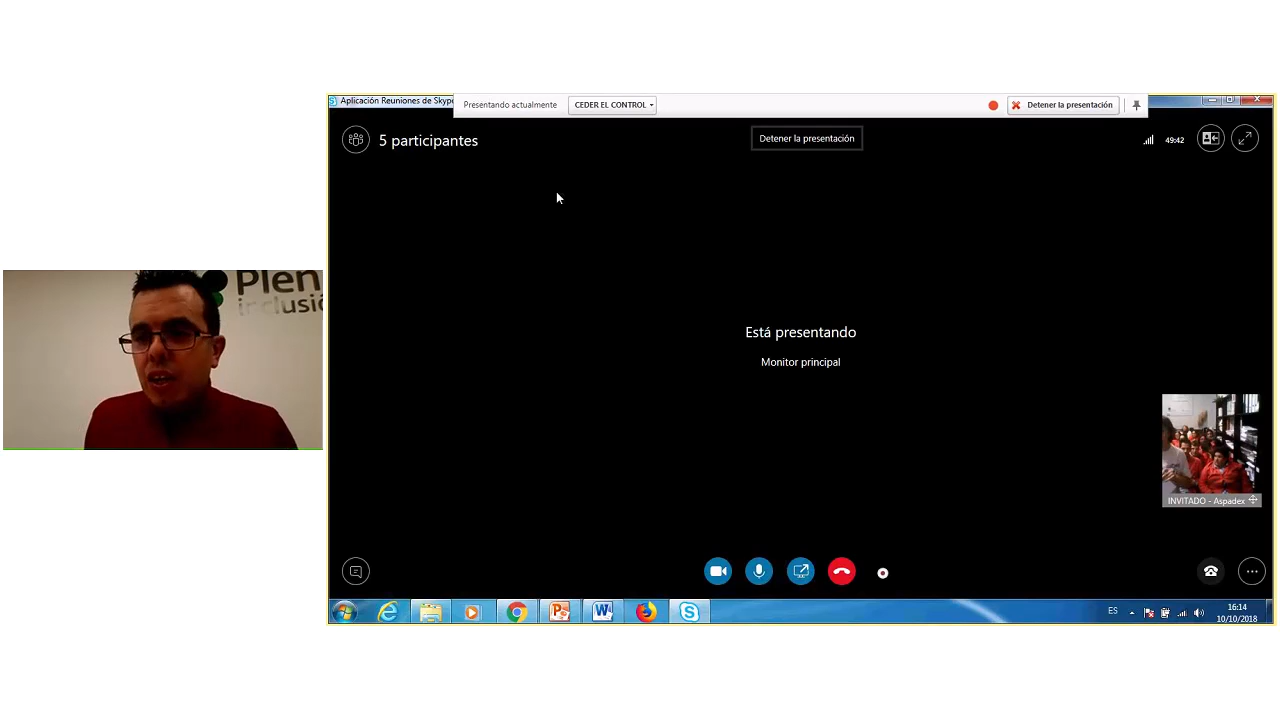 Aplicación Reuniones de Skype
Presentando actualmente
CEDER EL CONTROL
Detener la presentación
5 participantes
Detener la presentación
49:42
Plen
inclusió
Está presentando
Monitor principal
INVITADO - Aspadex
ES
16:14
10/10/2018